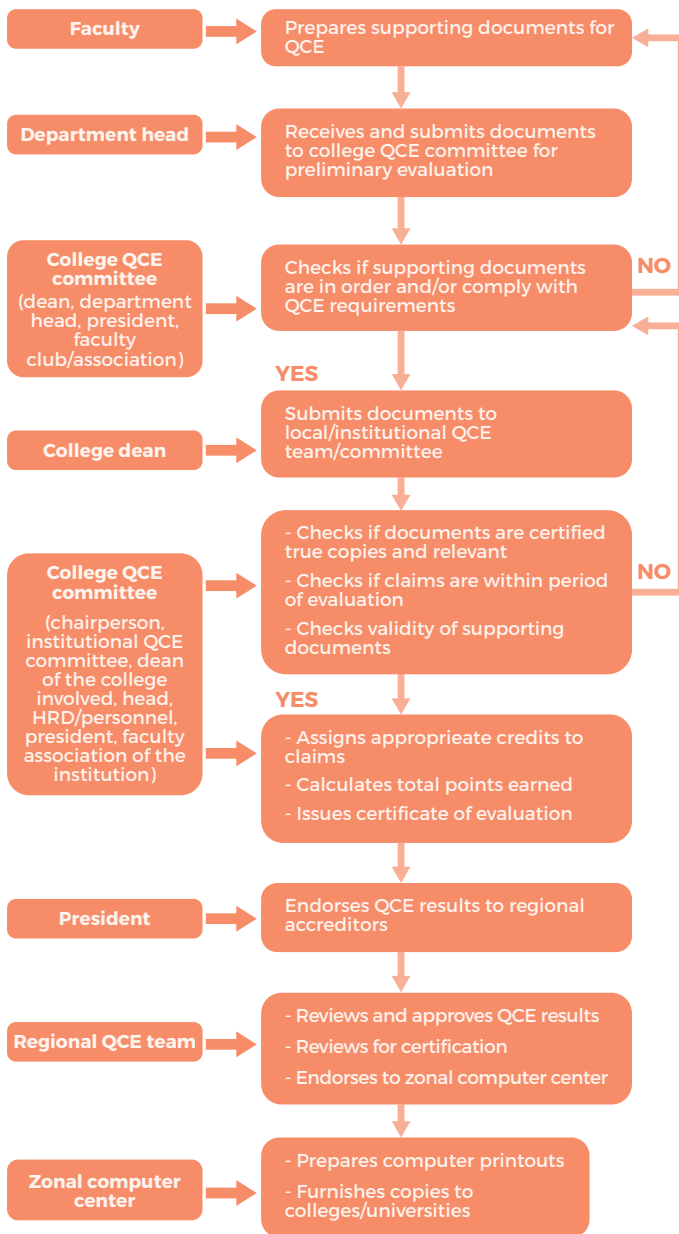 Faculty
Prepares supporting documents for
QCE
Department head
Receives and submits documents
to college QCE committee for
preliminary evaluation
College QCE
committee
(dean, department
head, president,
faculty
club/association)
Checks if supporting documents
are in order and/or comply with
QCE requirements
NO
YES
College dean
Submits documents to
local/institutional QCE
team/committee
College QCE
committee
(chairperson,
institutional QCE
committee, dean
of the college
involved, head,
HRD/personnel,
president, faculty
association of the
institution)
- Checks if documents are certified
true copies and relevant
- Checks if claims are within period
of evaluation
- Checks validity of supporting
documents
NO
YES
- Assigns approprieate credits to
claims
- Calculates total points earned
- Issues certificate of evaluation
President
Endorses QCE results to regional
accreditors
Regional QCE team
- Reviews and approves QCE results
- Reviews for certification
- Endorses to zonal computer center
Zonal computer
center
- Prepares computer printouts
- Furnishes copies to
colleges/universities